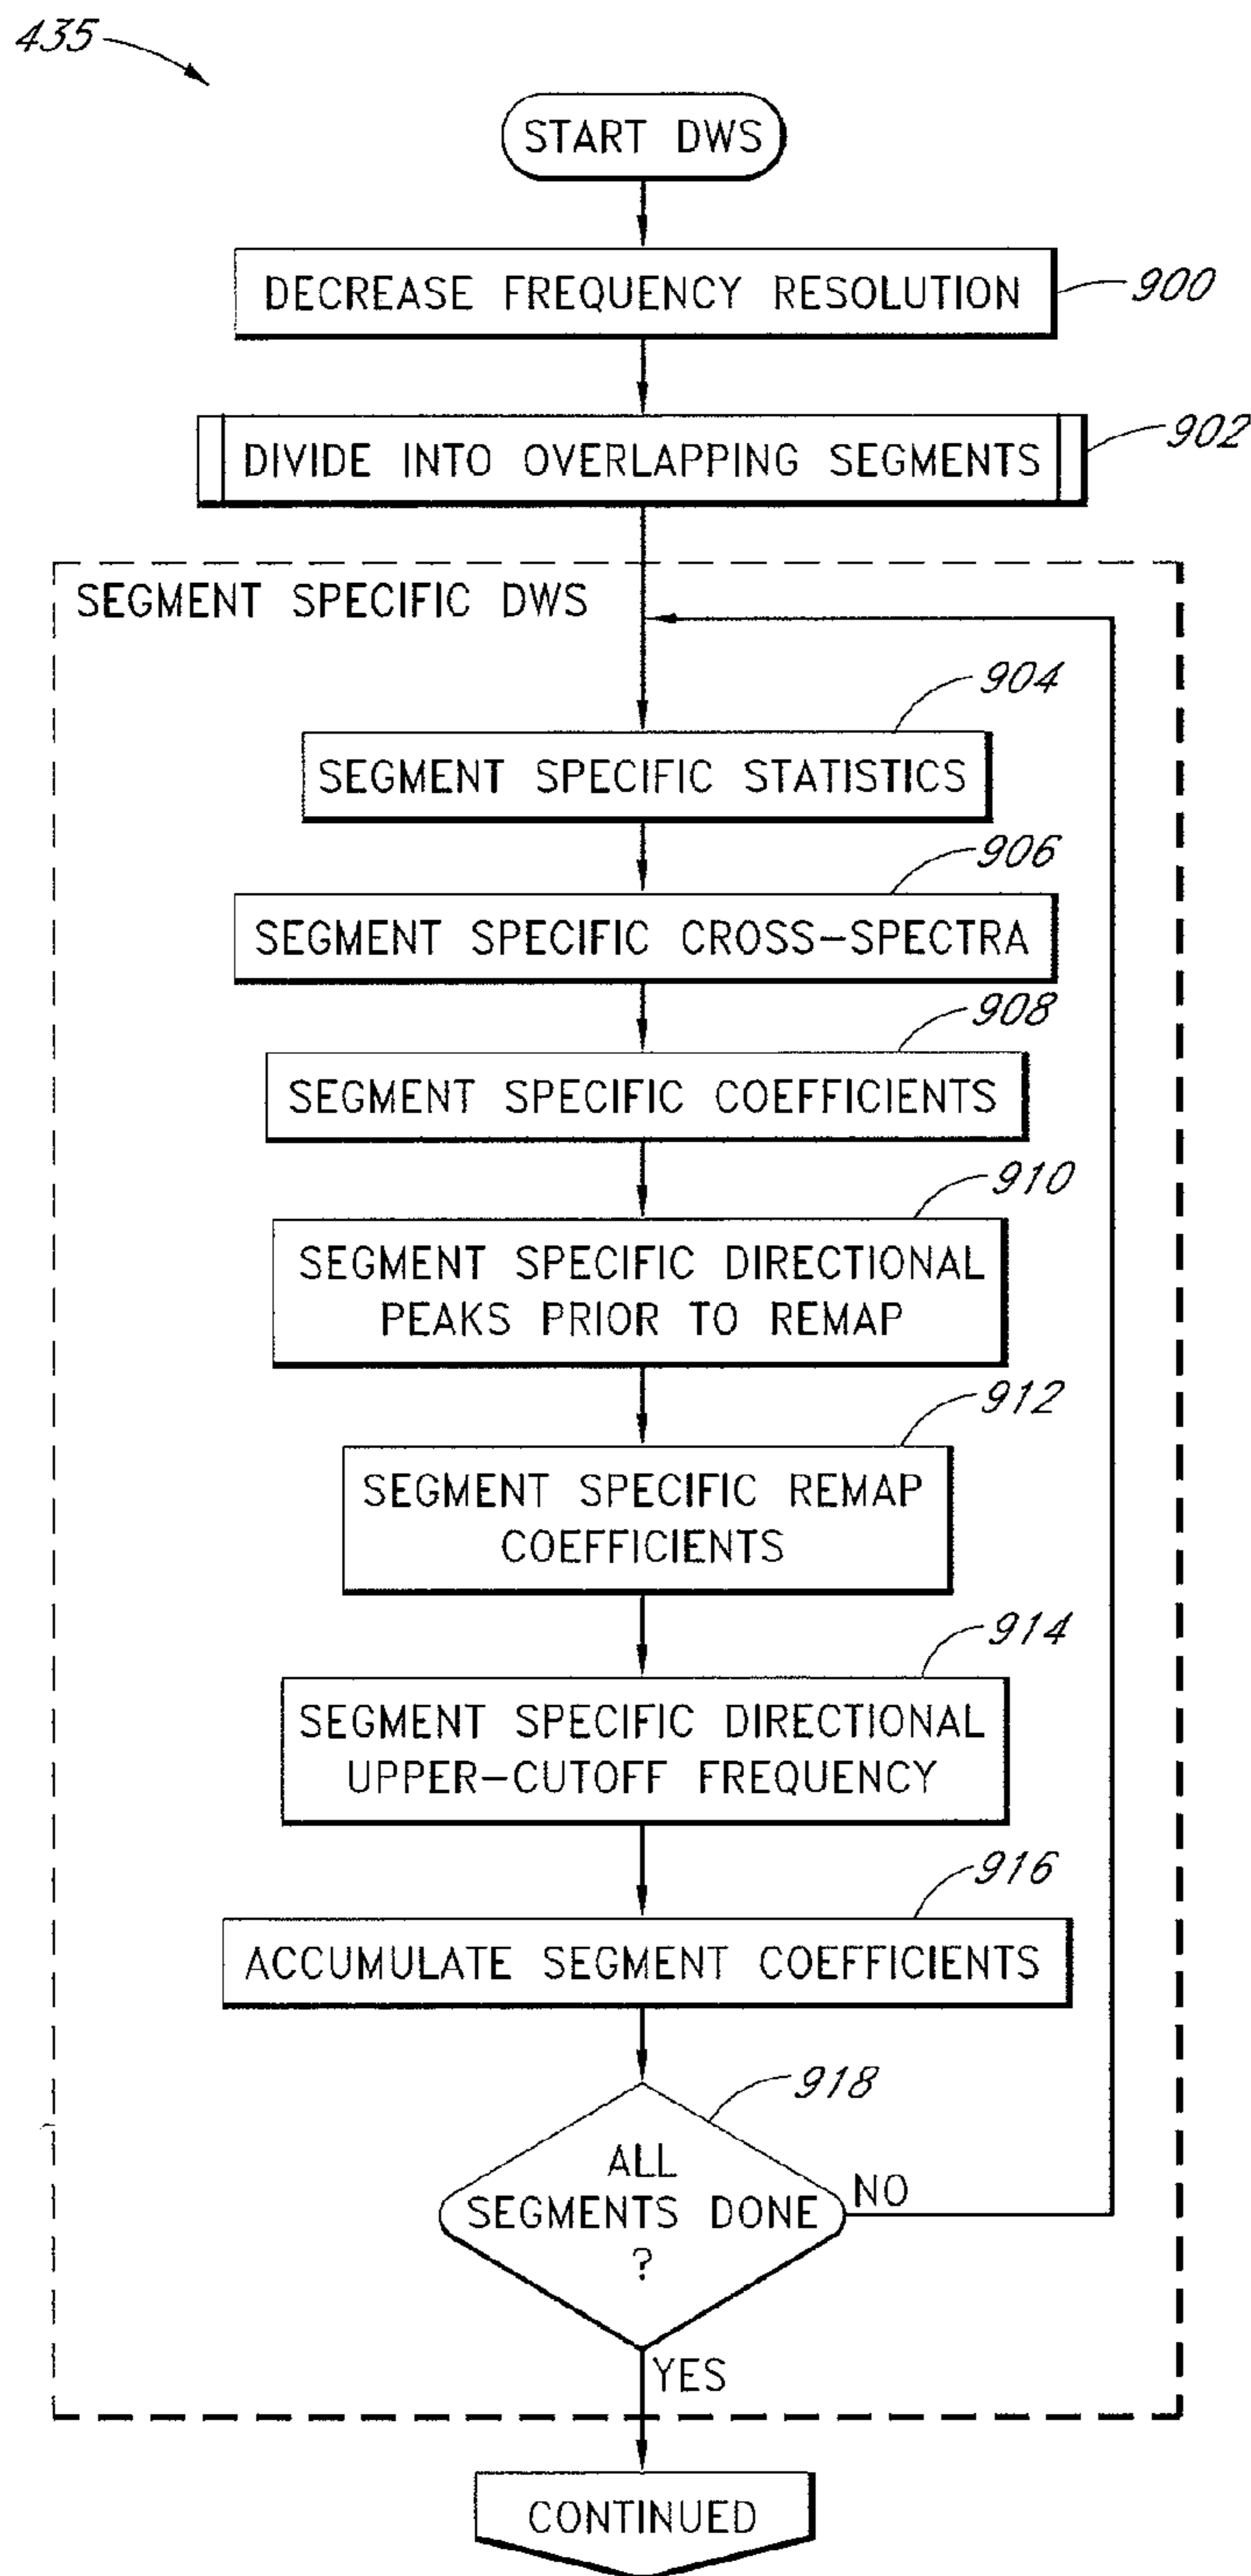 435
START DWS
DECREASE FREQUENCY RESOLUTION
900
DIVIDE INTO OVERLAPPING SEGMENTS
902
SEGMENT SPECIFIC DWS
904
SEGMENT SPECIFIC STATISTICS
906
SEGMENT SPECIFIC CROSS-SPECTRA
908
SEGMENT SPECIFIC COEFFICIENTS
910
SEGMENT SPECIFIC DIRECTIONAL
PEAKS PRIOR TO REMAP
912
SEGMENT SPECIFIC REMAP
COEFFICIENTS
914
SEGMENT SPECIFIC DIRECTIONAL
UPPER-CUTOFF FREQUENCY
916
ACCUMULATE SEGMENT COEFFICIENTS
918
ALL
SEGMENTS DONE
?
NO
YES
CONTINUED